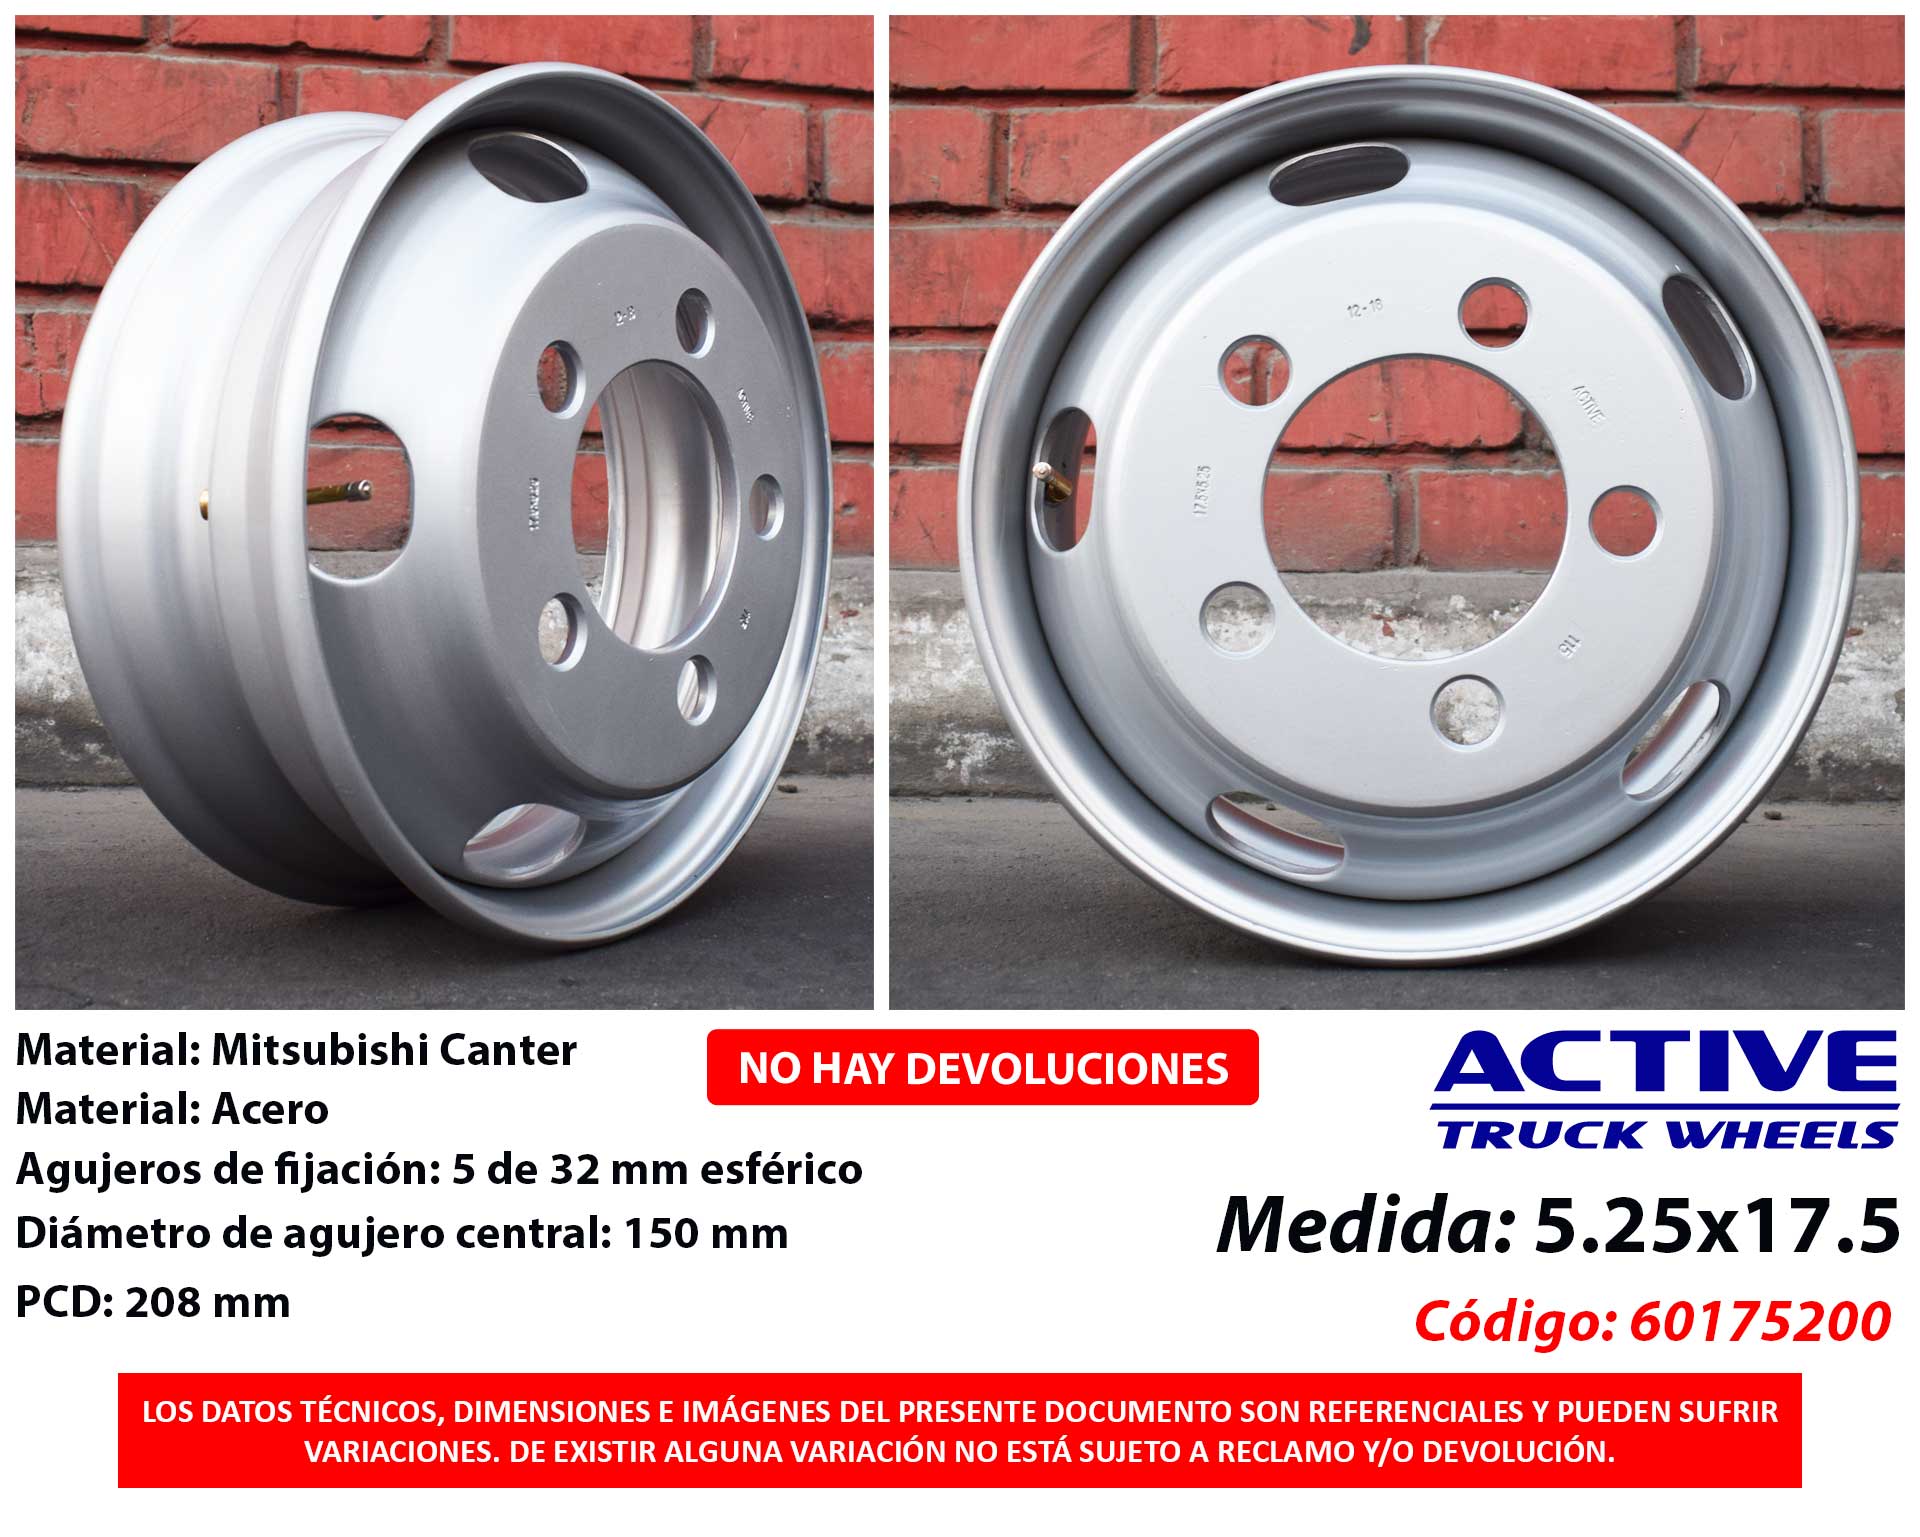 12-18
ACTIVE
17.5x5.25
115
Material: Mitsubishi Canter
Material: Acero
Agujeros de fijación: 5 de 32 mm esférico
Diámetro de agujero central: 150 mm
PCD: 208 mm
NO HAY DEVOLUCIONES
ACTIVE
TRUCK WHEELS
Medida: 5.25x17.5
Código: 60175200
LOS DATOS TÉCNICOS, DIMENSIONES E IMÁGENES DEL PRESENTE DOCUMENTO SON REFERENCIALES Y PUEDEN SUFRIR
VARIACIONES. DE EXISTIR ALGUNA VARIACIÓN NO ESTÁ SUJETO A RECLAMO Y/O DEVOLUCIÓN.